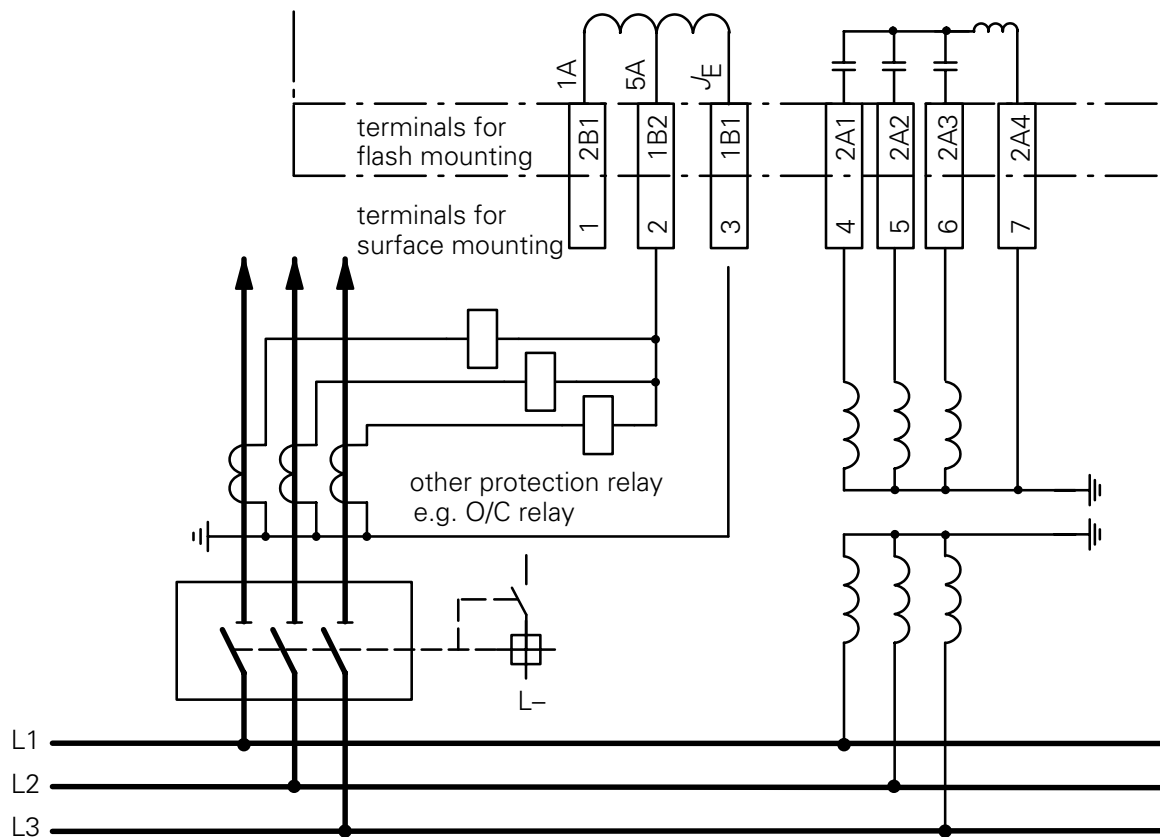 1A 5A JE
2B1 1B2 1B1 2A1 2A2 2A3 2A4
terminals for
flash mounting
1 2 3 4 5 6 7
terminals for
surface mounting
other protection relay
e.g. O/C relay
L–
L1
L2
L3